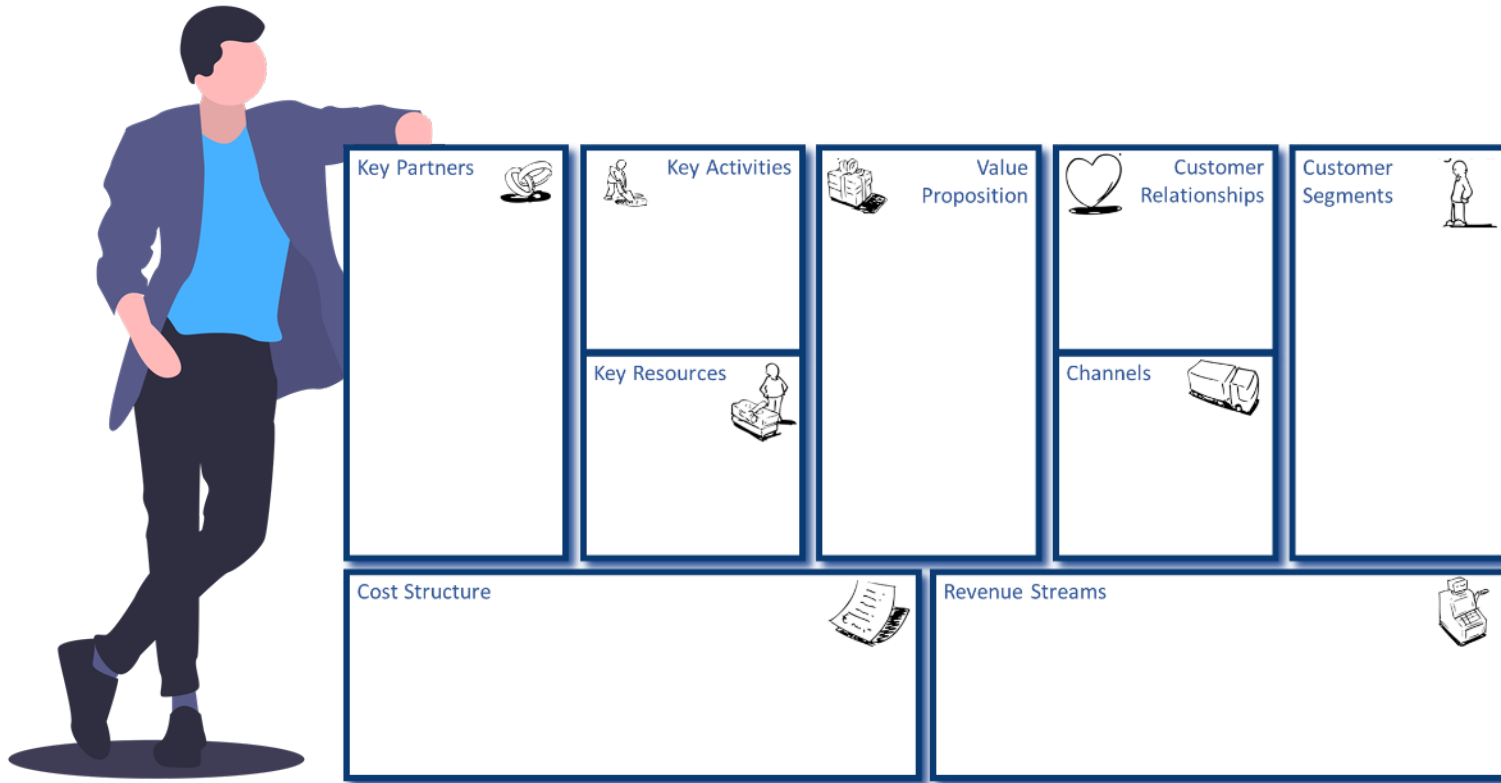 Key Partners
Key Activities
Value
Proposition
Customer
Relationships
Customer
Segments
Key Resources
Channels
Cost Structure
Revenue Streams